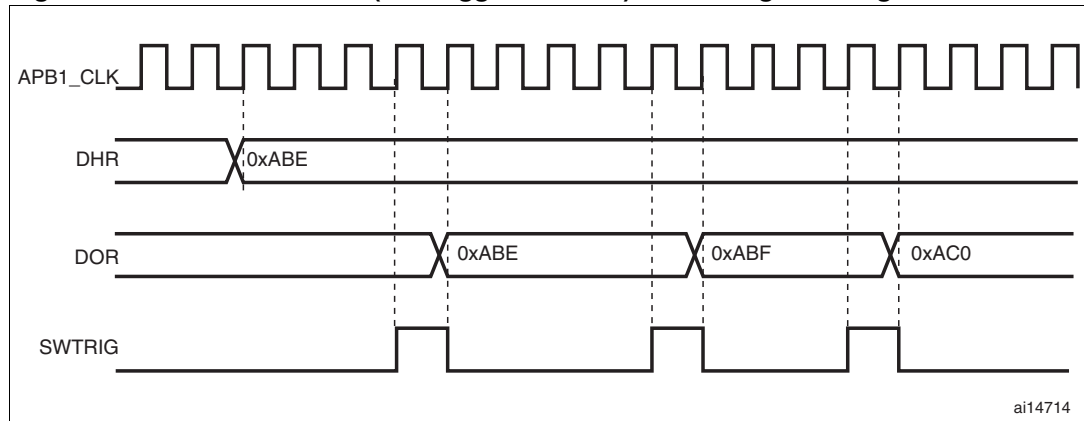 APB1_CLK
DHR
0xABE
DOR
0xABE
0xABF
0xAC0
SWTRIG
ai14714